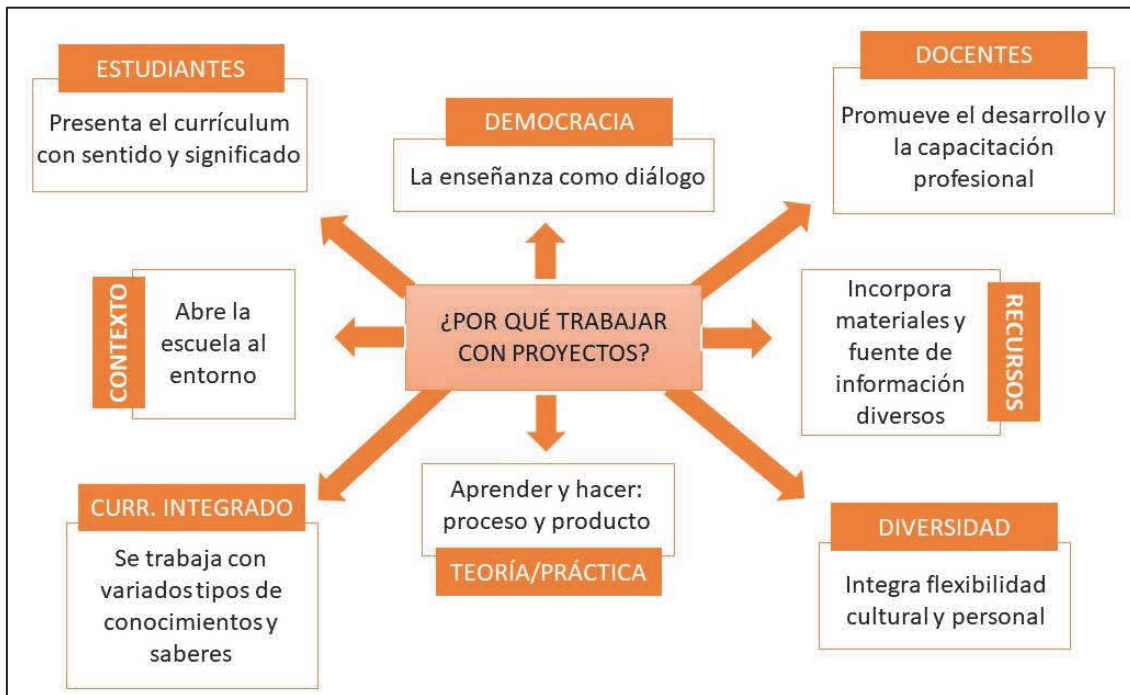 ESTUDIANTES
Presenta el currículum
con sentido y significado
DEMOCRACIA
La enseñanza como diálogo
DOCENTES
Promueve el desarrollo y
la capacitación
profesional
CONTEXTO
Abre la
escuela al
entorno
¿POR QUÉ TRABAJAR
CON PROYECTOS?
Incorpora
materiales y
fuente de
información
diversos
RECURSOS
CURR. INTEGRADO
Se trabaja con
variados tipos de
conocimientos y
saberes
Aprender y hacer:
proceso y producto
TEORÍA/PRÁCTICA
DIVERSIDAD
Integra flexibilidad
cultural y personal